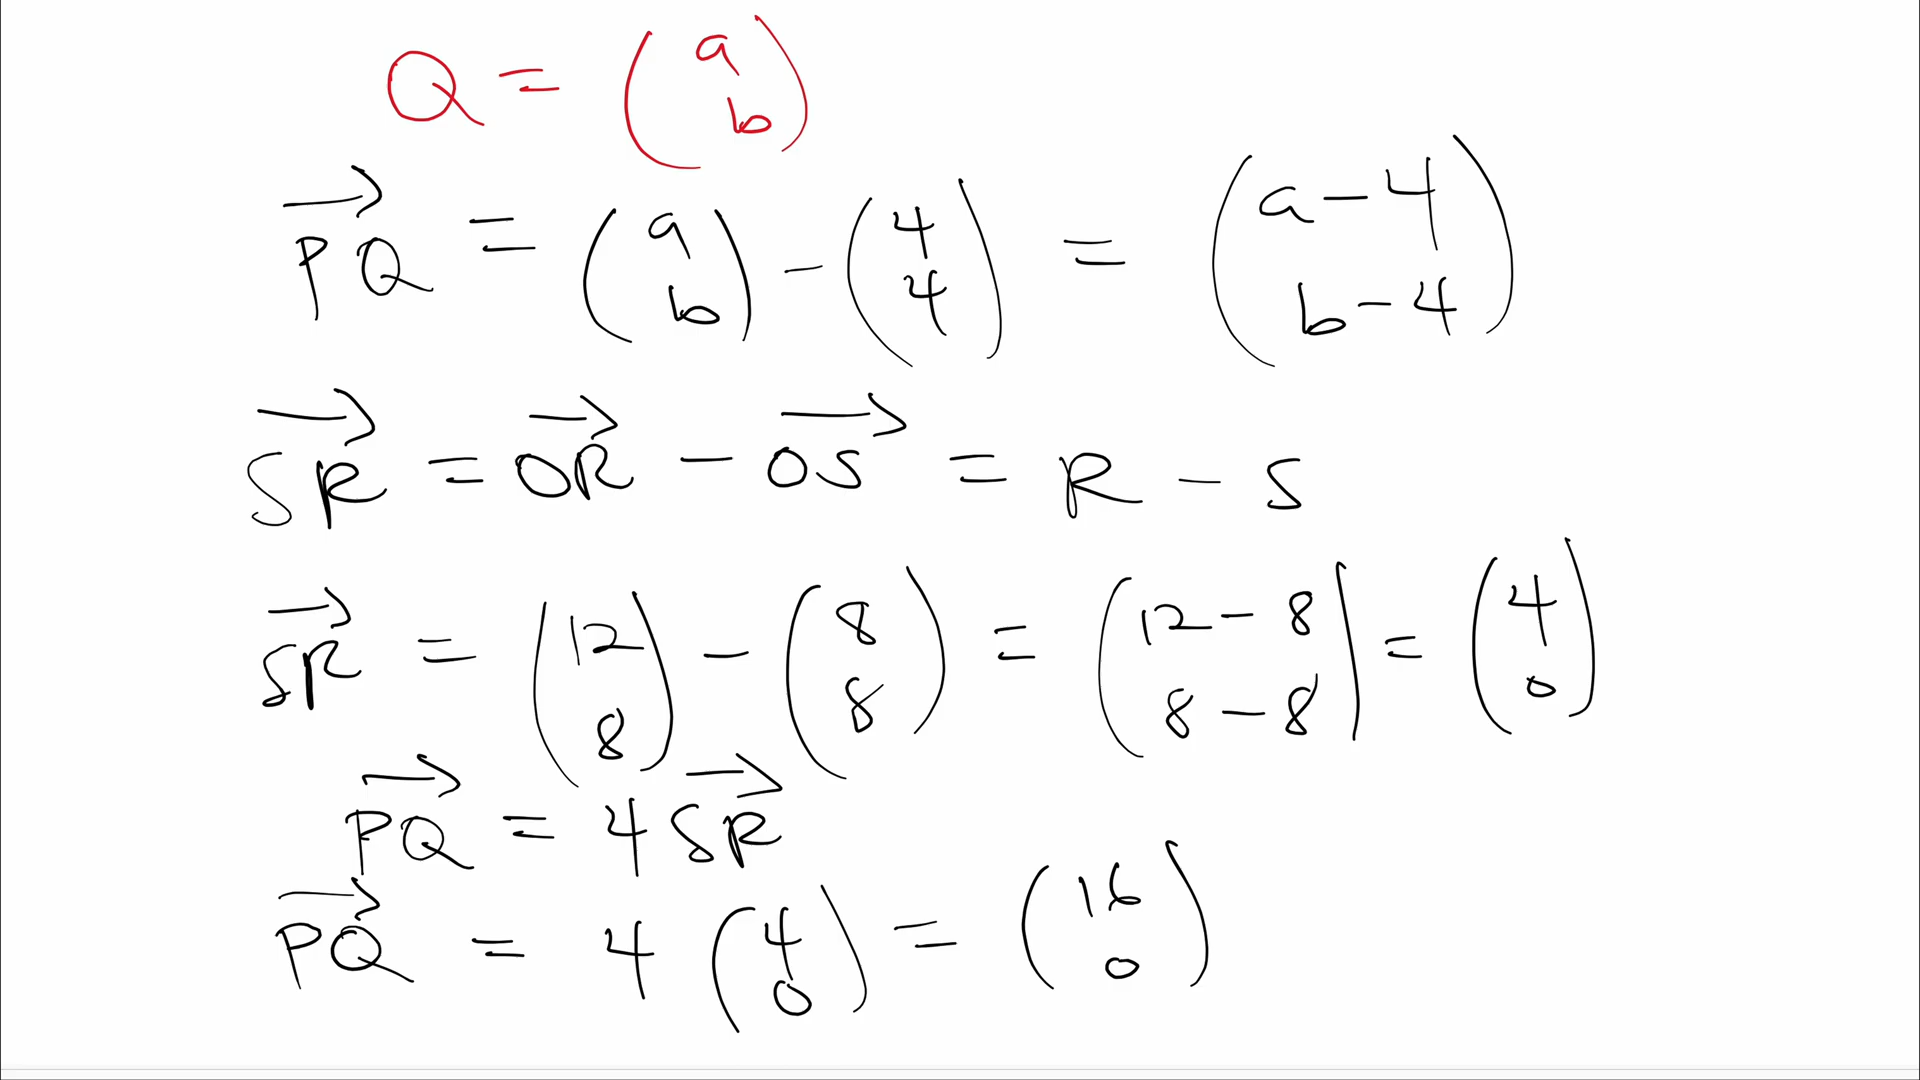 Q = (a b)
→PQ = (a b) - (4 4) = (a-4 b-4)
→SR = →OR - →OS = R - S
→SR = (12 8) - (8 8) = (12-8 8-8) = (4 0)
→PQ = 4 →SR
→PQ = 4 (4 0) = (16 0)